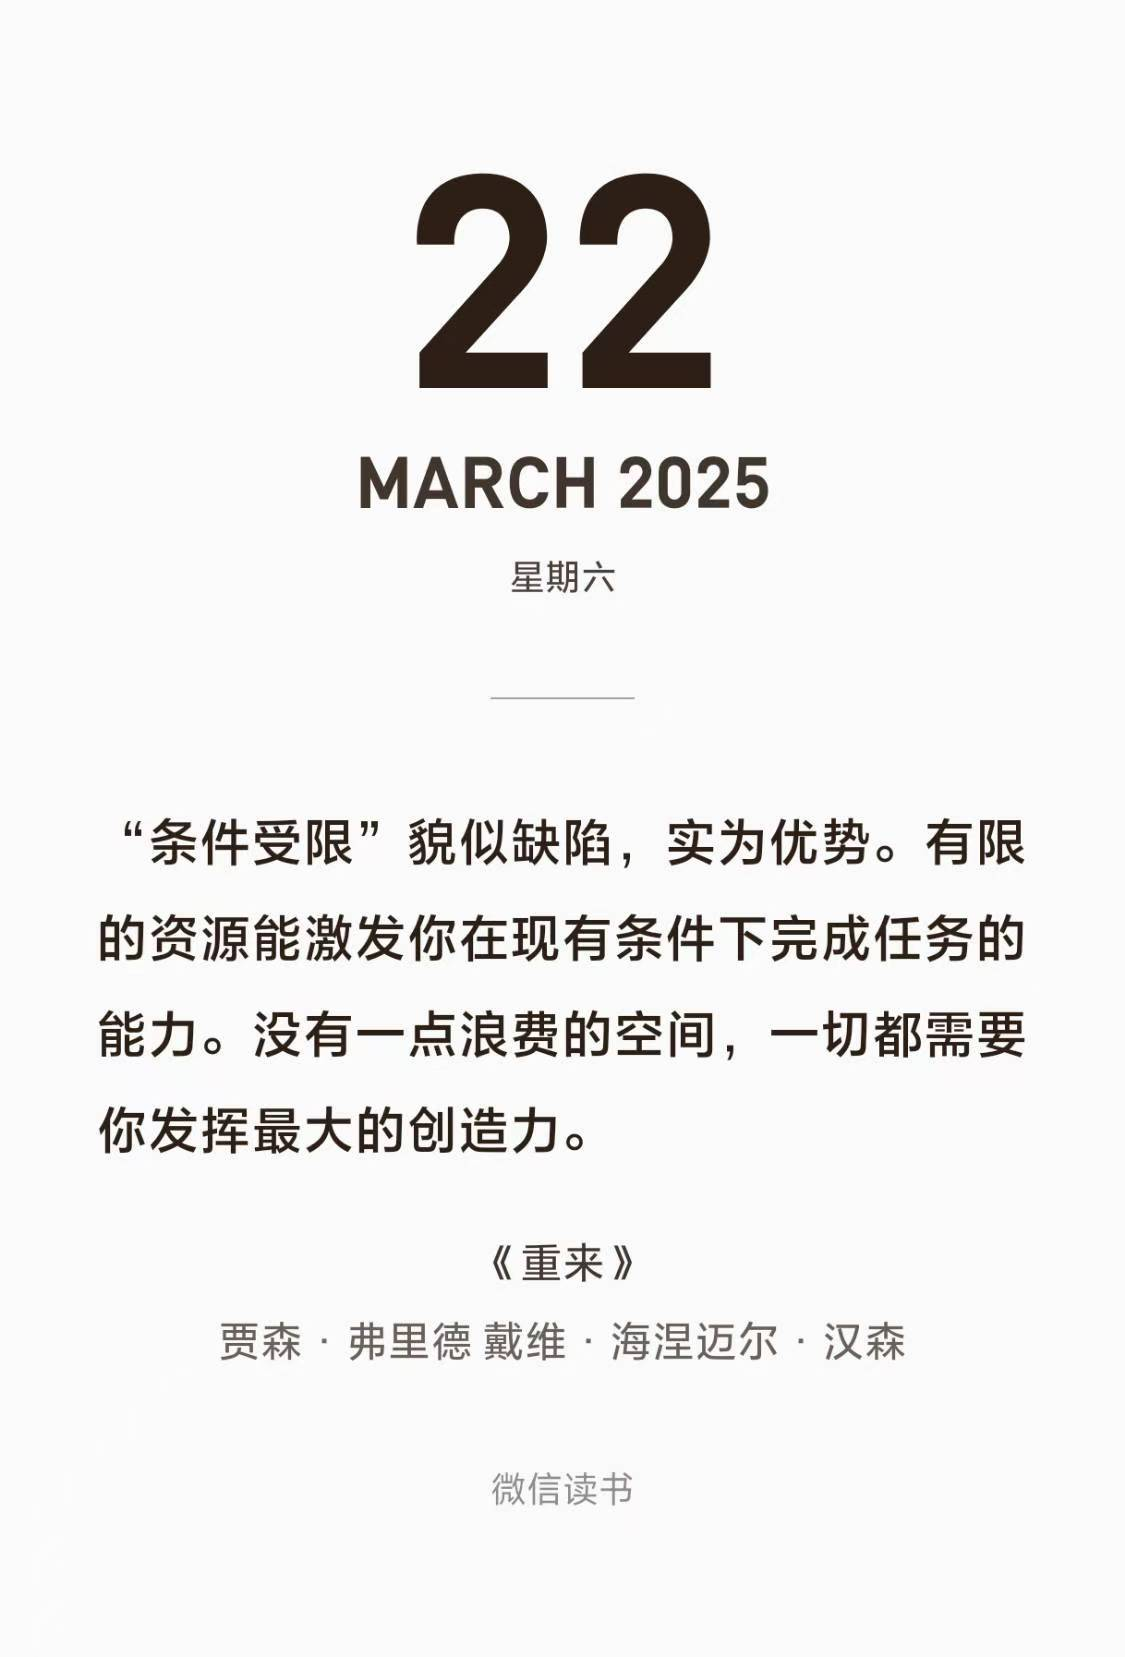 22
MARCH 2025
星期六
“条件受限”貌似缺陷，实为优势。有限
的资源能激发你在现有条件下完成任务的
能力。没有一点浪费的空间，一切都需要
你发挥最大的创造力。
《重来》
贾森·弗里德 戴维·海涅迈尔·汉森
微信读书